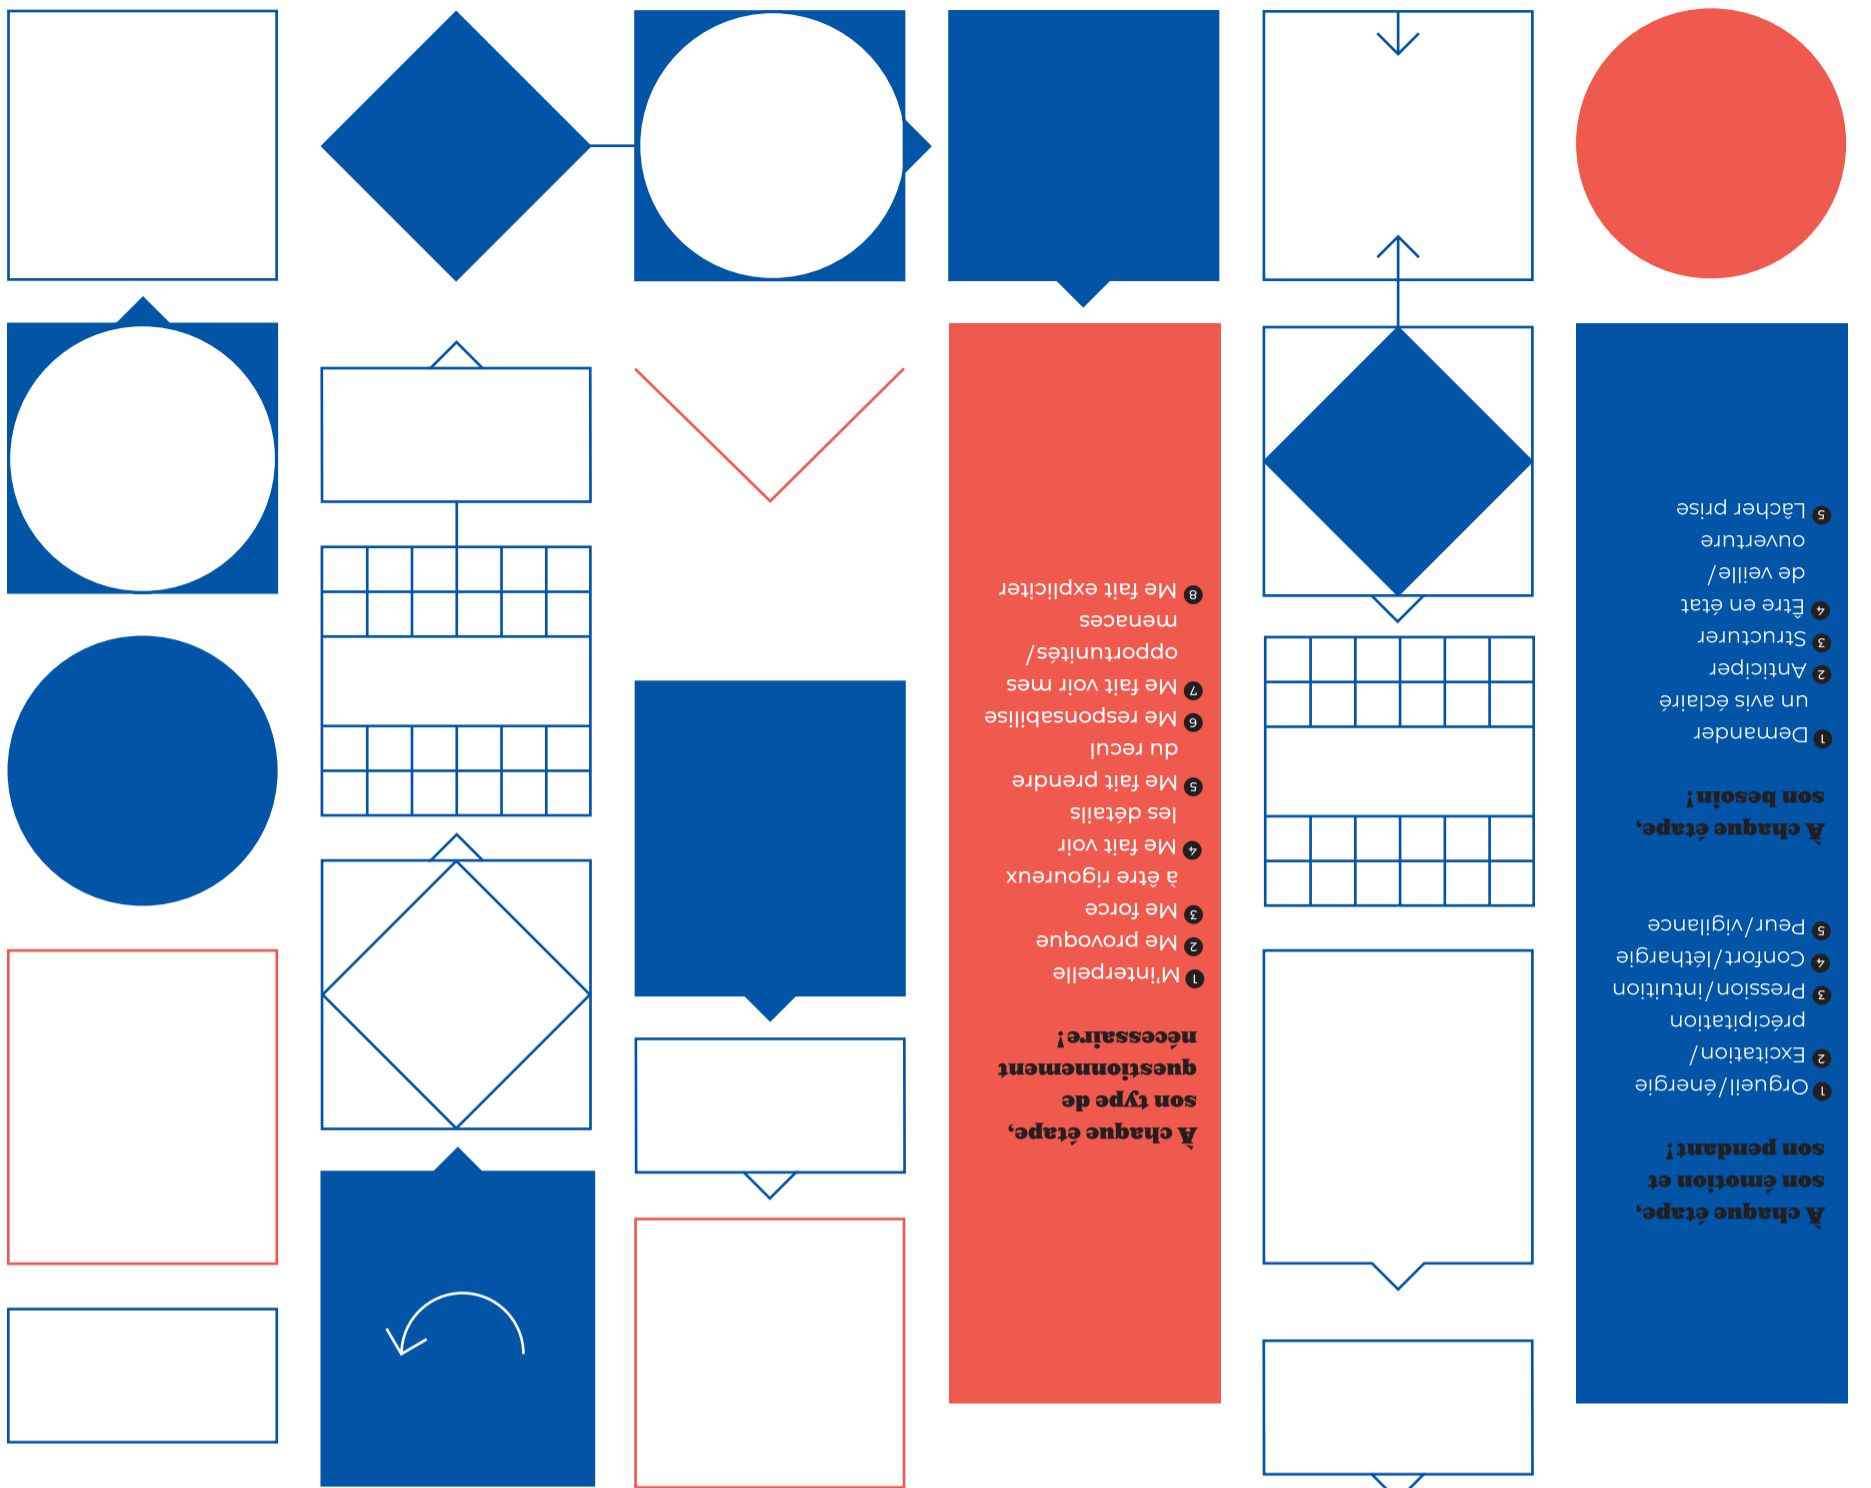 À chaque étape,
son émotion et
son pendant!
1 Orgueil/énergie
2 Excitation/
précipitation
3 Pression/intuition
4 Confort/léthargie
5 Peur/vigilance
À chaque étape,
son besoin!
1 Demander
un avis éclairé
2 Anticiper
3 Structurer
4 Être en état
de veille/
ouverture
5 Lâcher prise
À chaque étape,
son type de
questionnement
nécessaire!
1 M'interpelle
2 Me provoque
3 Me force
à être rigoureux
4 Me fait voir
les détails
5 Me fait prendre
du recul
6 Me responsabilise
7 Me fait voir mes
opportunités/
menaces
8 Me fait expliciter